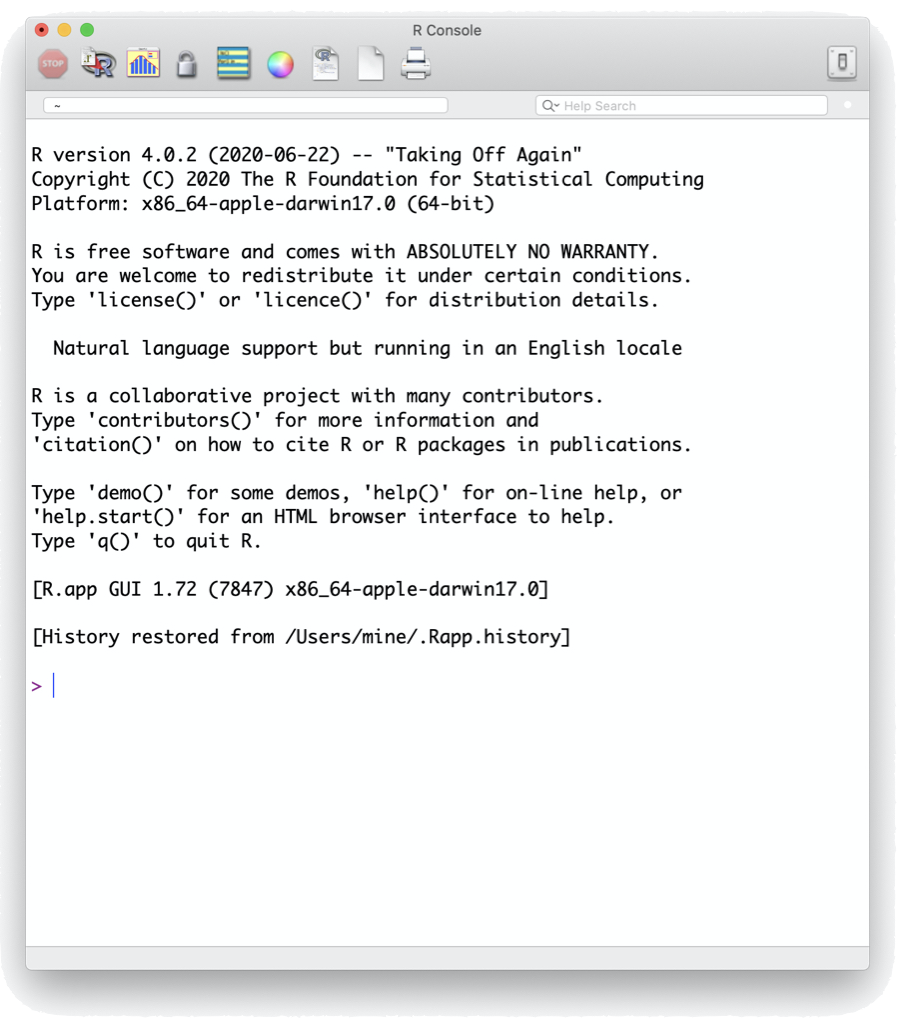 R Console
STOP
R
~
Help Search
R version 4.0.2 (2020-06-22) -- "Taking Off Again"
Copyright (C) 2020 The R Foundation for Statistical Computing
Platform: x86_64-apple-darwin17.0 (64-bit)
R is free software and comes with ABSOLUTELY NO WARRANTY.
You are welcome to redistribute it under certain conditions.
Type 'license()' or 'licence()' for distribution details.
  Natural language support but running in an English locale
R is a collaborative project with many contributors.
Type 'contributors()' for more information and
'citation()' on how to cite R or R packages in publications.
Type 'demo()' for some demos, 'help()' for on-line help, or
'help.start()' for an HTML browser interface to help.
Type 'q()' to quit R.
[R.app GUI 1.72 (7847) x86_64-apple-darwin17.0]
[History restored from /Users/mine/.Rapp.history]
>